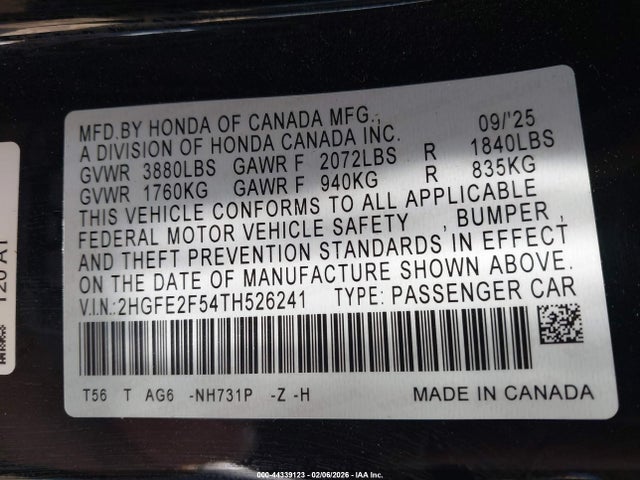 MFD.BY HONDA OF CANADA MFG., 09/'25
A DIVISION OF HONDA CANADA INC.
GVWR 3880LBS GAWR F 2072LBS R 1840LBS
GVWR 1760KG GAWR F 940KG R 835KG
THIS VEHICLE CONFORMS TO ALL APPLICABLE
FEDERAL MOTOR VEHICLE SAFETY , BUMPER ,
AND THEFT PREVENTION STANDARDS IN EFFECT
ON THE DATE OF MANUFACTURE SHOWN ABOVE.
V.I.N.:2HGFE2F54TH526241 TYPE: PASSENGER CAR
T56 T AG6 -NH731P -Z -H MADE IN CANADA
120 A1
000-44339123 - 02/06/2026 - IAA Inc.